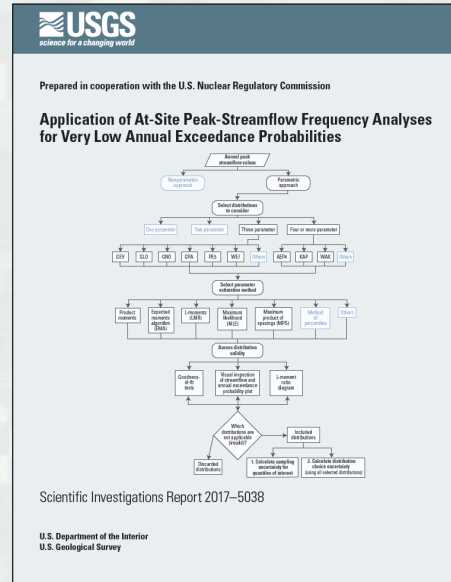 USGS
science for a changing world
Prepared in cooperation with the U.S. Nuclear Regulatory Commission
Application of At-Site Peak-Streamflow Frequency Analyses
for Very Low Annual Exceedance Probabilities
Annual peak
streamflow values
Nonparametric
approach
Parametric
approach
Select distributions
to consider
One parameter
Two parameter
Three parameter
Four or more parameter
GEV
GLO
GNO
GPA
PE3
WEI
Others
AEP4
KAP
WAK
Others
Select parameter
estimation method
Product
moments
Expected
moments
algorithm
(EMA)
L-moments
(LMR)
Maximum
likelihood
(MLE)
Maximum
product of
spacings (MPS)
Method
of
percentiles
Others
Assess distribution
validity
Goodness-
of-fit
tests
Visual inspection
of streamflow and
annual exceedance
probability plot
L-moment
ratio
diagram
Which
distributions are
not applicable
(invalid)?
Included
distributions
Discarded
distributions
1. Calculate sampling
uncertainty for
quantiles of interest
2. Calculate distribution
choice uncertainty
(using all selected distributions)
Scientific Investigations Report 2017–5038
U.S. Department of the Interior
U.S. Geological Survey